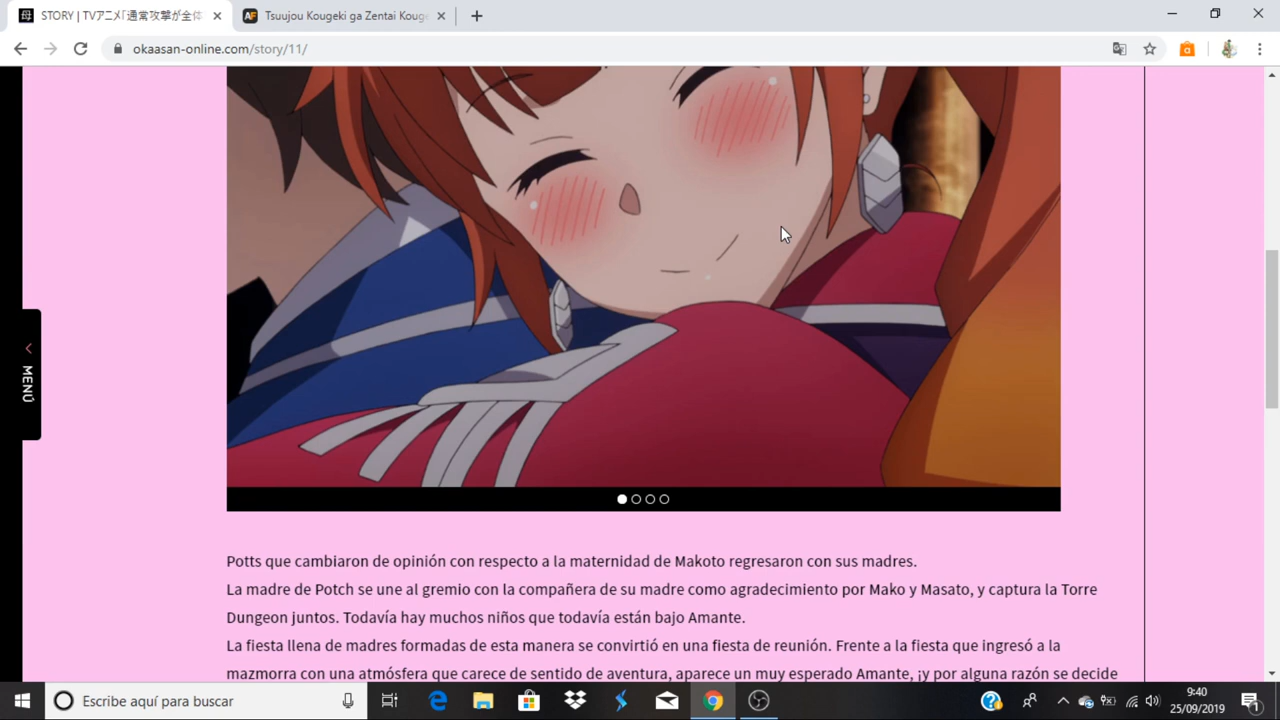 STORY | TVアニメ「通常攻撃が全体
Tsuujou Kougeki ga Zentai Kouge
okaasan-online.com/story/11/
MENÚ
Potts que cambiaron de opinión con respecto a la maternidad de Makoto regresaron con sus madres.
La madre de Potch se une al gremio con la compañera de su madre como agradecimiento por Mako y Masato, y captura la Torre
Dungeon juntos. Todavía hay muchos niños que todavía están bajo Amante.
La fiesta llena de madres formadas de esta manera se convirtió en una fiesta de reunión. Frente a la fiesta que ingresó a la
mazmorra con una atmósfera que carece de sentido de aventura, aparece un muy esperado Amante, ¡y por alguna razón se decide
Escribe aquí para buscar
9:40
25/09/2019